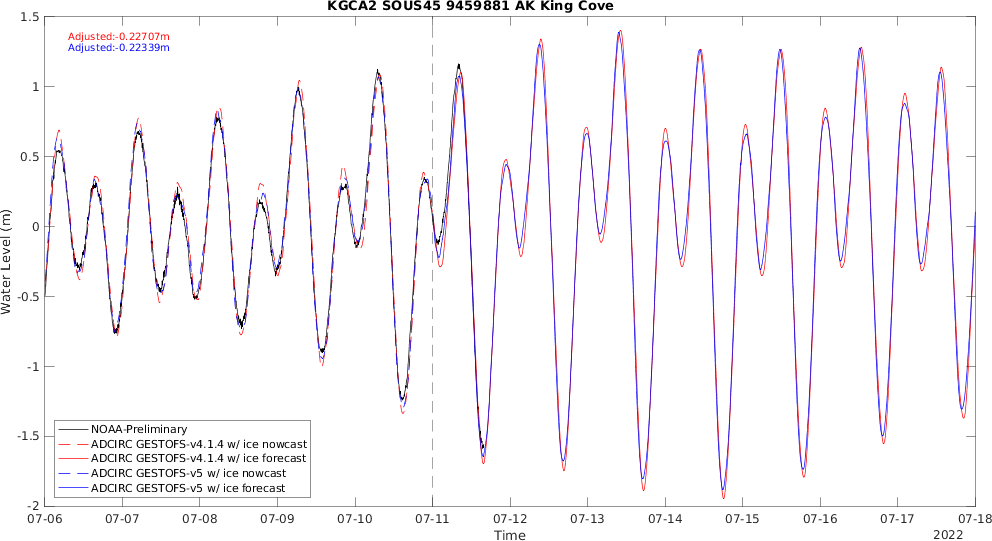 KGCA2 SOUS45 9459881 AK King Cove
Adjusted:-0.22707m
Adjusted:-0.22339m
1.5
1
0.5
0
-0.5
-1
-1.5
-2
Water Level (m)
NOAA-Preliminary
ADCIRC GESTOFS-v4.1.4 w/ ice nowcast
ADCIRC GESTOFS-v4.1.4 w/ ice forecast
ADCIRC GESTOFS-v5 w/ ice nowcast
ADCIRC GESTOFS-v5 w/ ice forecast
07-06 07-07 07-08 07-09 07-10 07-11 07-12 07-13 07-14 07-15 07-16 07-17 07-18
Time
2022